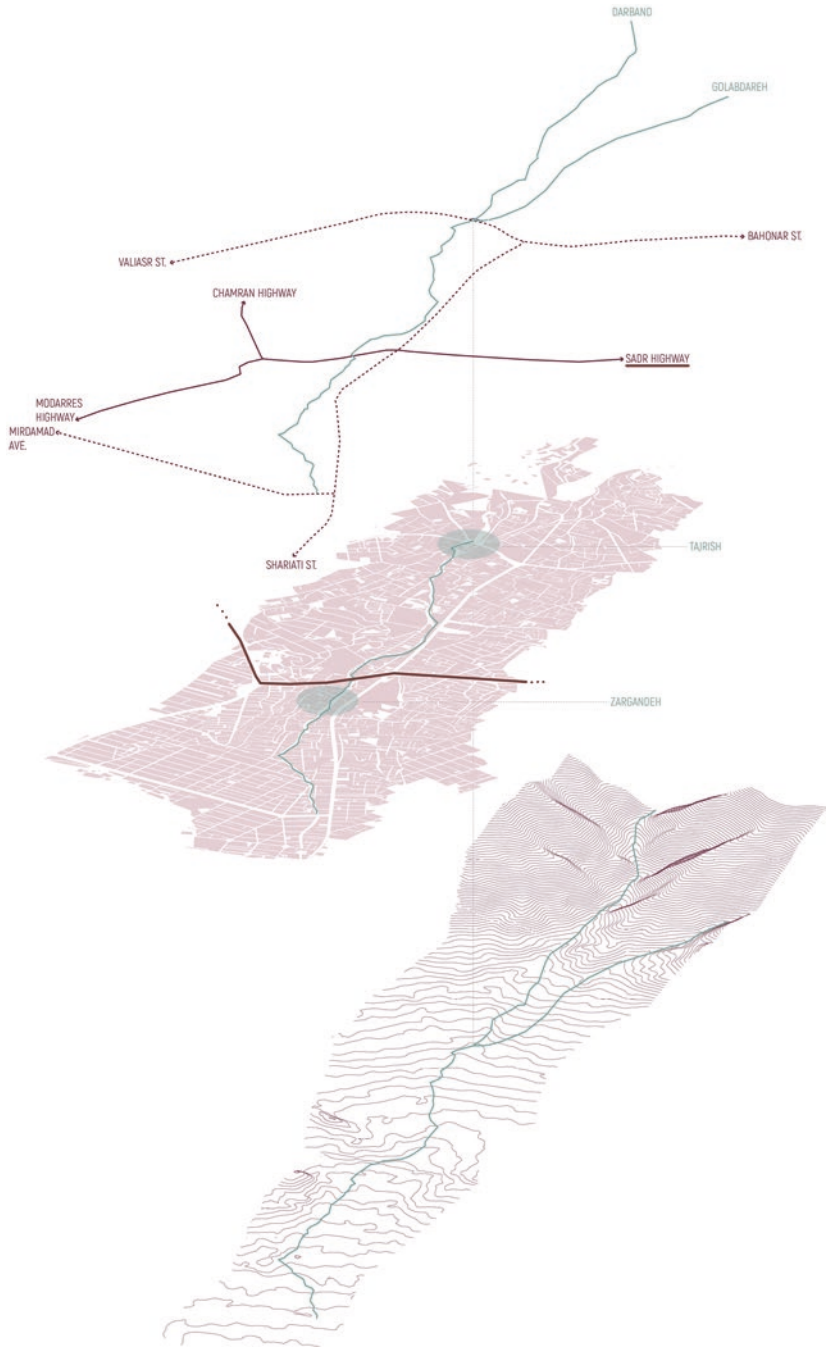 DARBAND
GOLABDAREH
BAHONAR ST.
VALIASR ST.
CHAMRAN HIGHWAY
SADR HIGHWAY
MODARRES
HIGHWAY
MIRDAMAD
AVE.
SHARIATI ST.
TAJRISH
ZARGANDEH